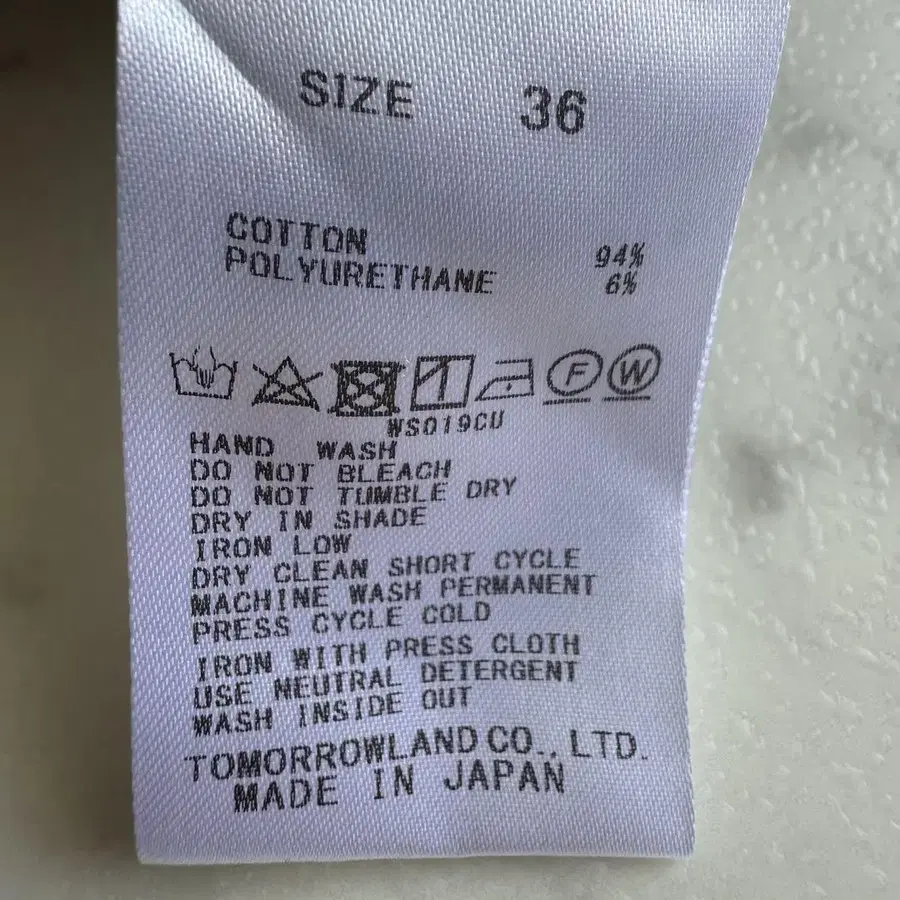 SIZE 36
COTTON 94%
POLYURETHANE 6%
F W
WS019CU
HAND WASH
DO NOT BLEACH
DO NOT TUMBLE DRY
DRY IN SHADE
IRON LOW
DRY CLEAN SHORT CYCLE
MACHINE WASH PERMANENT
PRESS CYCLE COLD
IRON WITH PRESS CLOTH
USE NEUTRAL DETERGENT
WASH INSIDE OUT
TOMORROWLAND CO., LTD.
MADE IN JAPAN